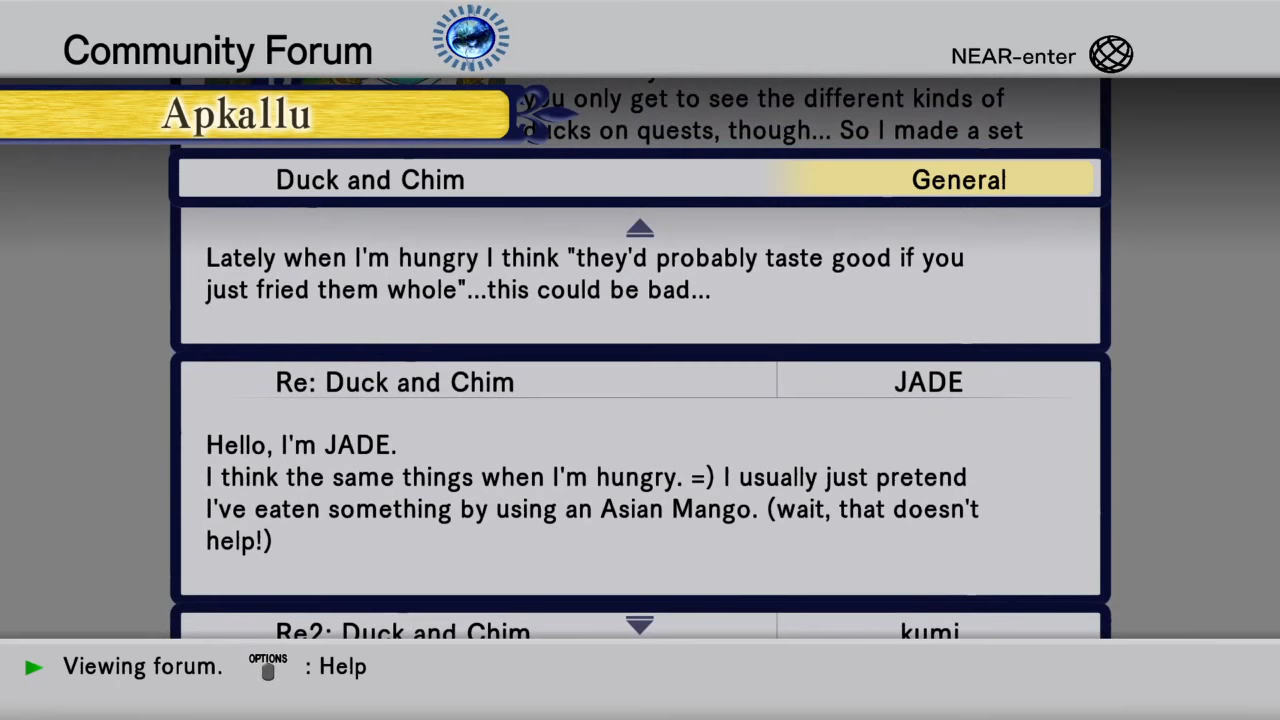 Community Forum
NEAR-enter
Apkallu
you only get to see the different kinds of
ducks on quests, though... So I made a set
Duck and Chim
General
Lately when I'm hungry I think "they'd probably taste good if you
just fried them whole"...this could be bad...
Re: Duck and Chim
JADE
Hello, I'm JADE.
I think the same things when I'm hungry. =) I usually just pretend
I've eaten something by using an Asian Mango. (wait, that doesn't
help!)
Re2: Duck and Chim
kumi
Viewing forum.
OPTIONS
: Help